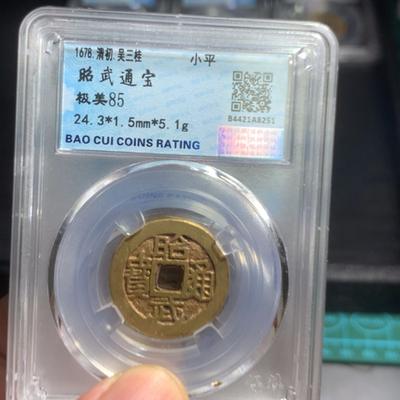 1678.清初.吴三桂 小平
昭武通宝
极美85
24.3*1.5mm*5.1g
B4421A8251
BAO CUI COINS RATING
昭武通寶